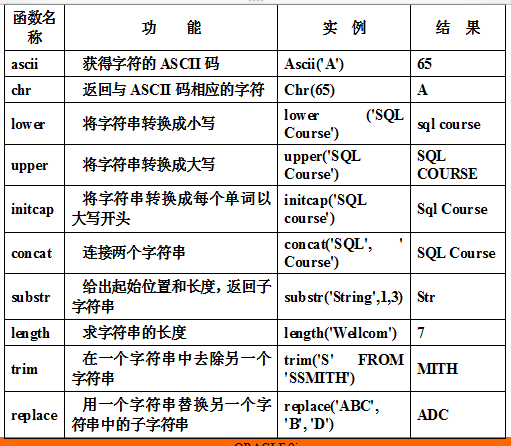 函数名称 功 能 实 例 结 果
ascii 获得字符的 ASCII 码 Ascii('A') 65
chr 返回与 ASCII 码相应的字符 Chr(65) A
lower 将字符串转换成小写 lower ('SQL Course') sql course
upper 将字符串转换成大写 upper('SQL Course') SQL COURSE
initcap 将字符串转换成每个单词以大写开头 initcap('SQL course') Sql Course
concat 连接两个字符串 concat('SQL', ' Course') SQL Course
substr 给出起始位置和长度，返回子字符串 substr('String',1,3) Str
length 求字符串的长度 length('Wellcom') 7
trim 在一个字符串中去除另一个字符串 trim('S' FROM 'SSMITH') MITH
replace 用一个字符串替换另一个字符串中的子字符串 replace('ABC', 'B', 'D') ADC